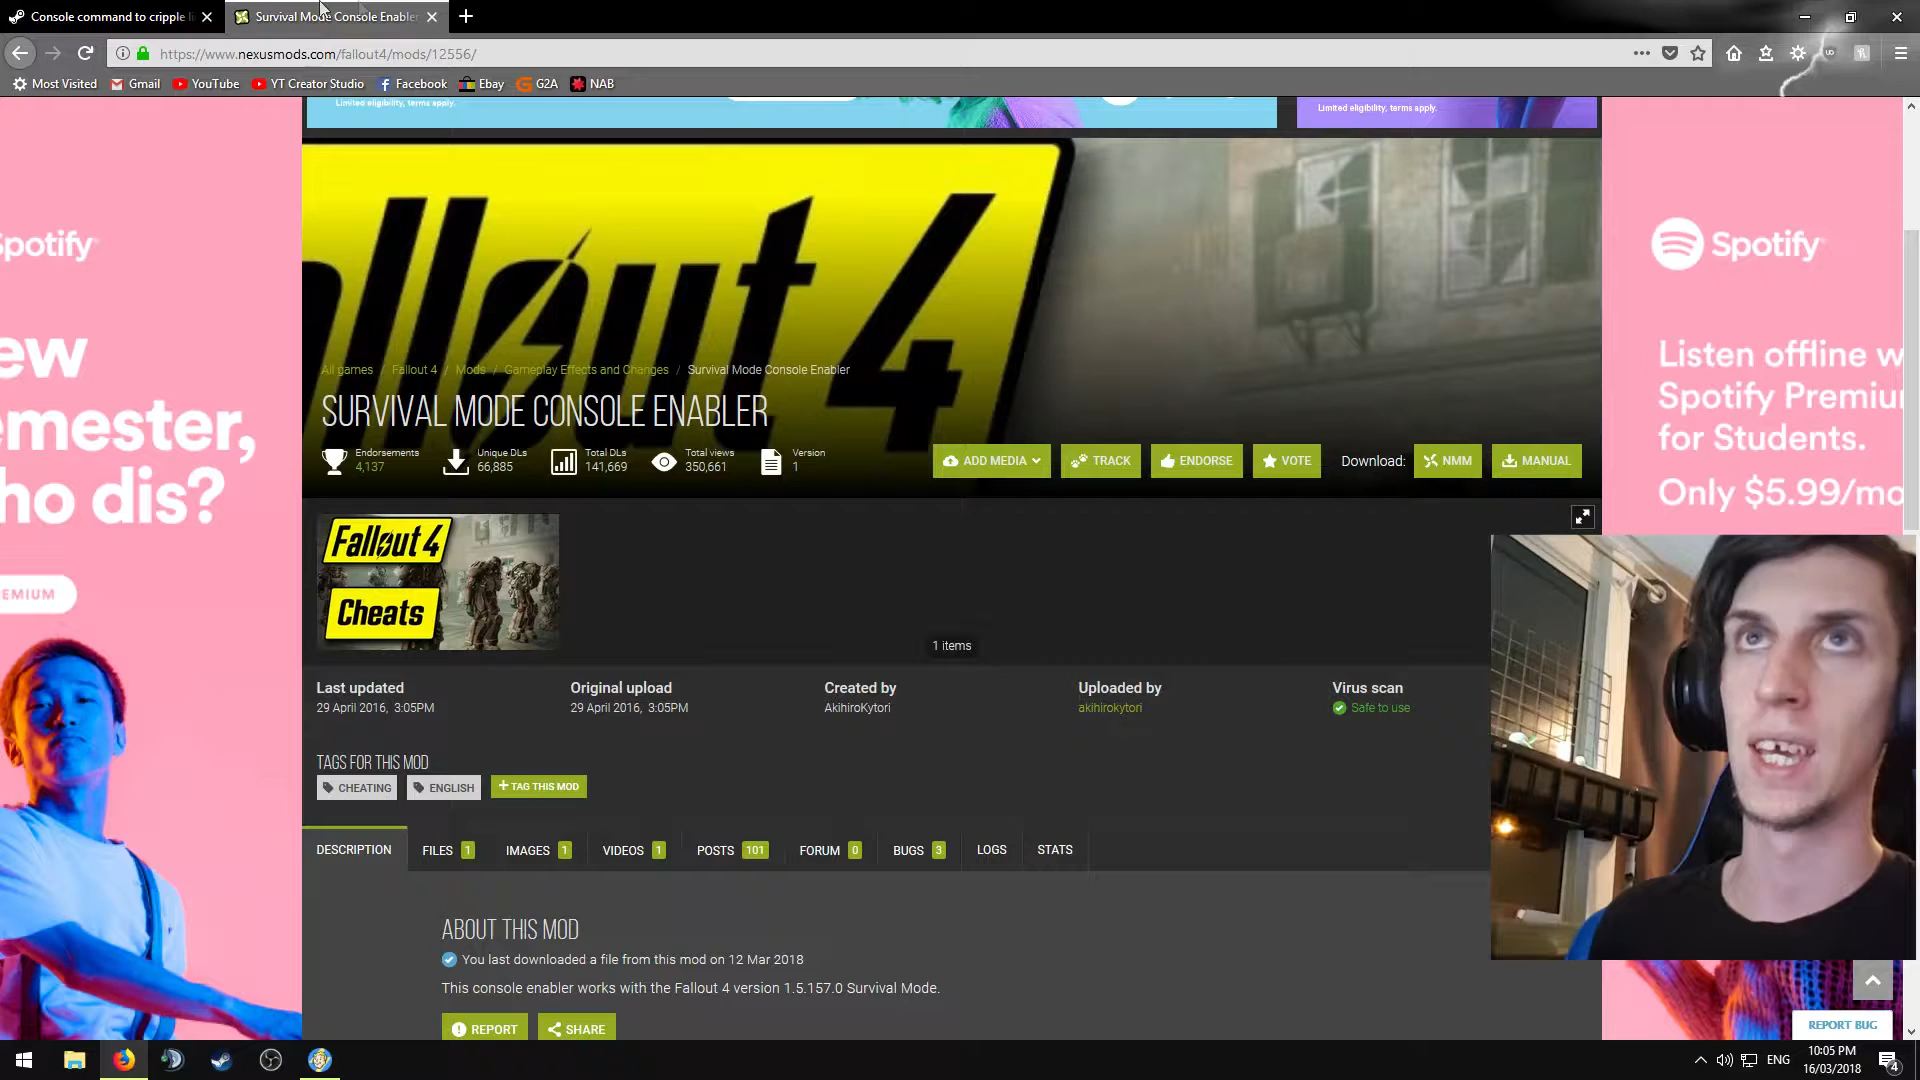 Console command to cripple li
Survival Mode Console Enabler
https://www.nexusmods.com/fallout4/mods/12556/
Most Visited
Gmail
YouTube
YT Creator Studio
Facebook
Ebay
G2A
NAB
Limited eligibility, terms apply.
Limited eligibility, terms apply.
allout 4
All games / Fallout 4 / Mods / Gameplay Effects and Changes / Survival Mode Console Enabler
SURVIVAL MODE CONSOLE ENABLER
Endorsements
4,137
Unique DLs
66,885
Total DLs
141,669
Total views
350,661
Version
1
ADD MEDIA
TRACK
ENDORSE
VOTE
Download:
NMM
MANUAL
Fallout 4
Cheats
1 items
Last updated
29 April 2016, 3:05PM
Original upload
29 April 2016, 3:05PM
Created by
AkihiroKytori
Uploaded by
akihirokytori
Virus scan
Safe to use
TAGS FOR THIS MOD
CHEATING
ENGLISH
+ TAG THIS MOD
DESCRIPTION
FILES 1
IMAGES 1
VIDEOS 1
POSTS 101
FORUM 0
BUGS 3
LOGS
STATS
ABOUT THIS MOD
You last downloaded a file from this mod on 12 Mar 2018
This console enabler works with the Fallout 4 version 1.5.157.0 Survival Mode.
REPORT
SHARE
potify
ew
emester,
ho dis?
EMIUM
Spotify
Listen offline w
Spotify Premiu
for Students.
Only $5.99/mo
REPORT BUG
ENG
10:05 PM
16/03/2018
4